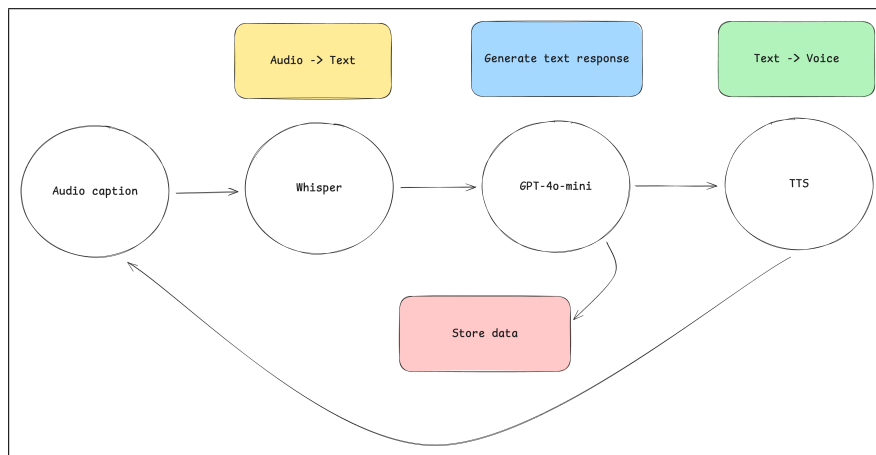 Audio -> Text
Generate text response
Text -> Voice
Audio caption
Whisper
GPT-4o-mini
TTS
Store data